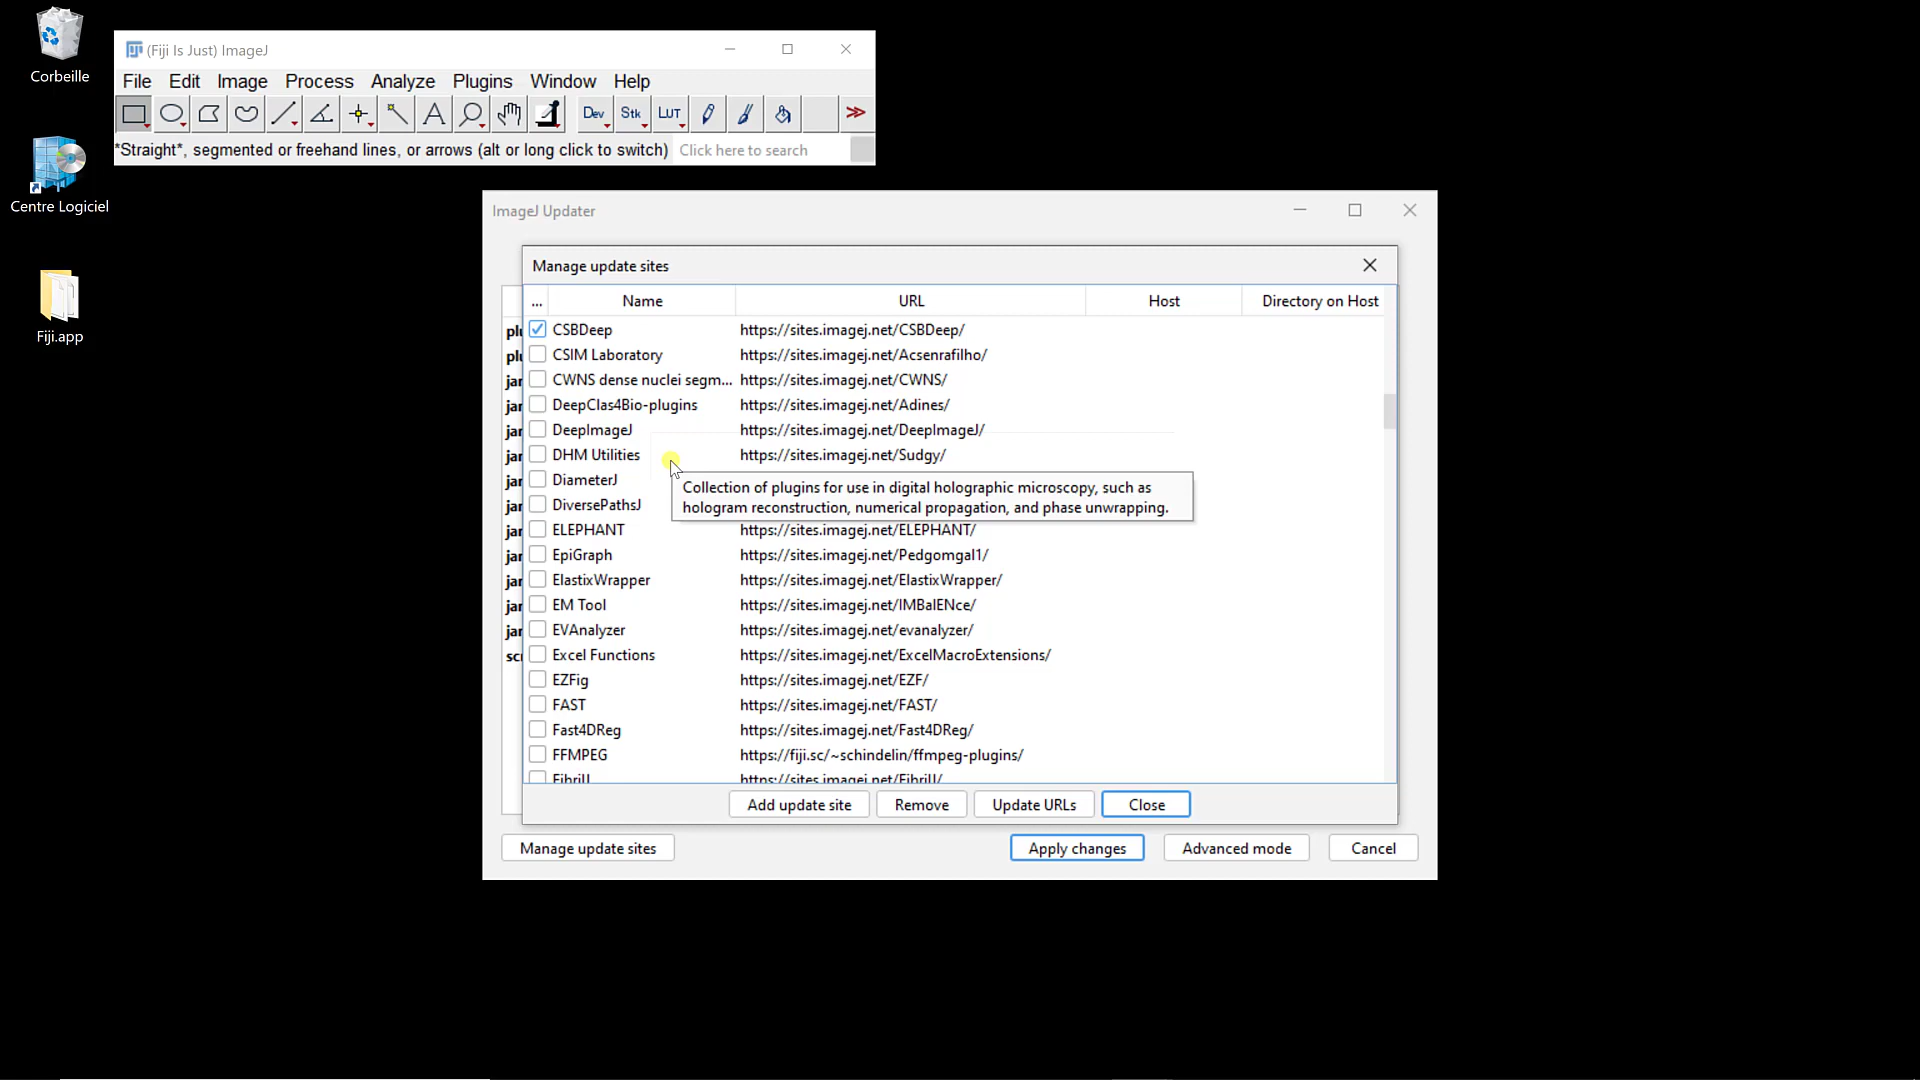 Corbeille
Centre Logiciel
Fiji.app
(Fiji Is Just) ImageJ
File Edit Image Process Analyze Plugins Window Help
Dev Stk LUT
*Straight*, segmented or freehand lines, or arrows (alt or long click to switch) Click here to search
ImageJ Updater
Manage update sites
... Name URL Host Directory on Host
CSBDeep https://sites.imagej.net/CSBDeep/
CSIM Laboratory https://sites.imagej.net/Acsenrafilho/
CWNS dense nuclei segm... https://sites.imagej.net/CWNS/
DeepClas4Bio-plugins https://sites.imagej.net/Adines/
DeepImageJ https://sites.imagej.net/DeepImageJ/
DHM Utilities https://sites.imagej.net/Sudgy/
DiameterJ
Collection of plugins for use in digital holographic microscopy, such as
hologram reconstruction, numerical propagation, and phase unwrapping.
DiversePathsJ
ELEPHANT https://sites.imagej.net/ELEPHANT/
EpiGraph https://sites.imagej.net/Pedgomgal1/
ElastixWrapper https://sites.imagej.net/ElastixWrapper/
EM Tool https://sites.imagej.net/IMBalENce/
EVAnalyzer https://sites.imagej.net/evanalyzer/
Excel Functions https://sites.imagej.net/ExcelMacroExtensions/
EZFig https://sites.imagej.net/EZF/
FAST https://sites.imagej.net/FAST/
Fast4DReg https://sites.imagej.net/Fast4DReg/
FFMPEG https://fiji.sc/~schindelin/ffmpeg-plugins/
Add update site Remove Update URLs Close
Manage update sites Apply changes Advanced mode Cancel